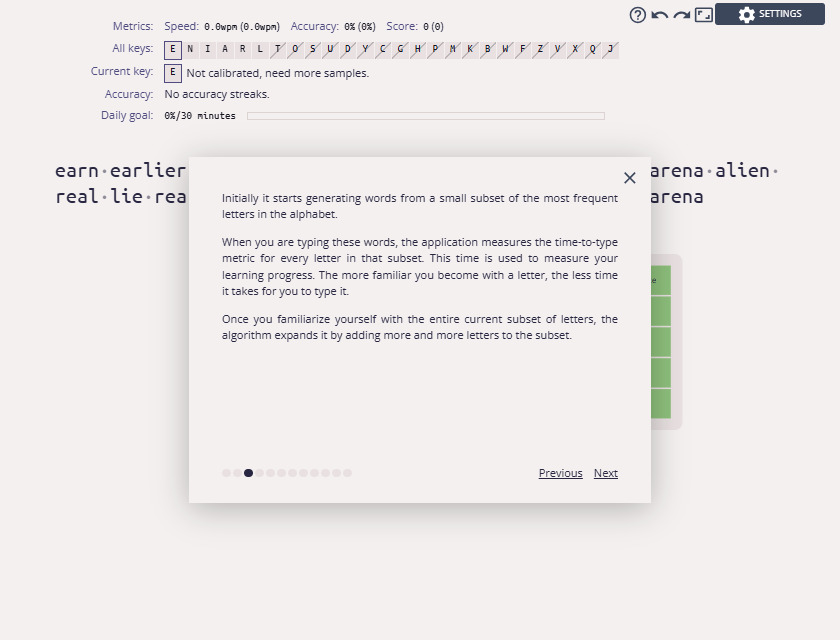 Metrics: Speed: 0.0wpm (0.0wpm) Accuracy: 0% (0%) Score: 0 (0)
SETTINGS
All keys: E N I A R L T O S U D Y C G H P M K B W F Z V X Q J
Current key: E Not calibrated, need more samples.
Accuracy: No accuracy streaks.
Daily goal: 0%/30 minutes
earn·earlier arena·alien·
real·lie· arena
Initially it starts generating words from a small subset of the most frequent
letters in the alphabet.
When you are typing these words, the application measures the time-to-type
metric for every letter in that subset. This time is used to measure your
learning progress. The more familiar you become with a letter, the less time
it takes for you to type it.
Once you familiarize yourself with the entire current subset of letters, the
algorithm expands it by adding more and more letters to the subset.
Previous Next